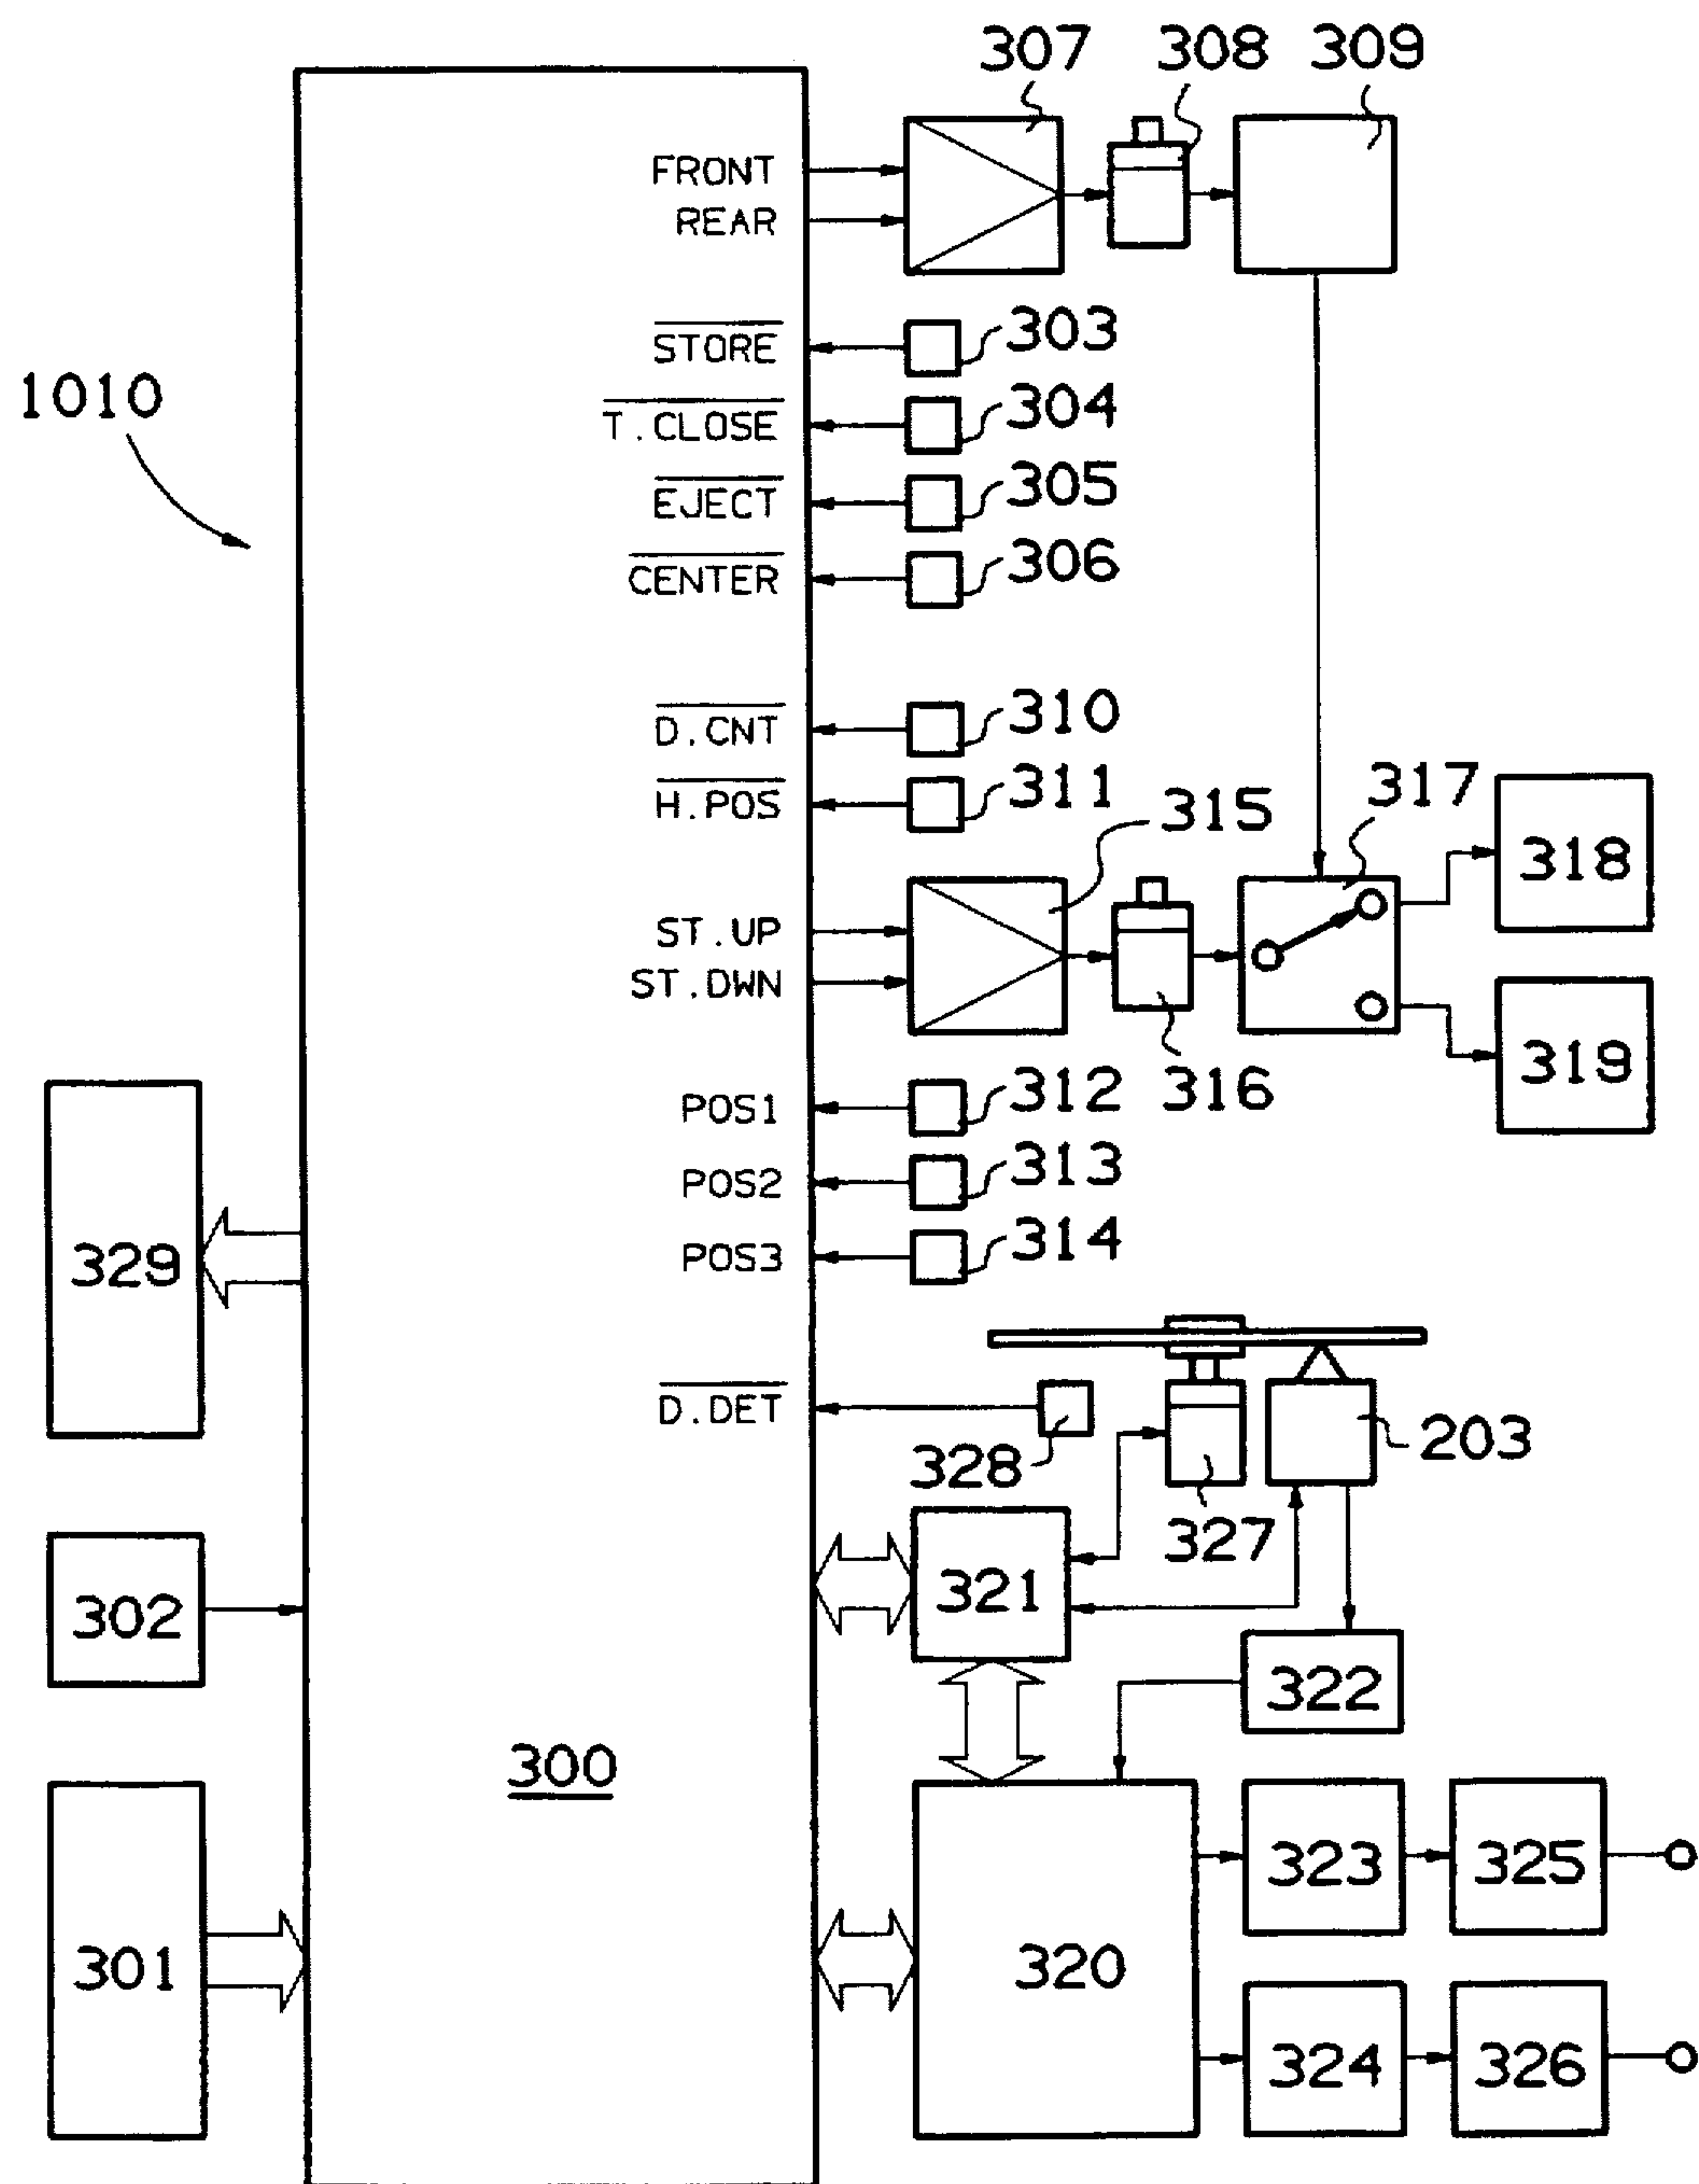 307 308 309
FRONT
REAR
STORE 303
1010
T.CLOSE 304
EJECT 305
CENTER 306
D.CNT 310
H.POS 311
315 317
318
ST.UP
ST.DWN
316
319
POS1 312
POS2 313
POS3 314
329
D.DET
328
327
203
321
302
322
300
323 325
301
320
324 326